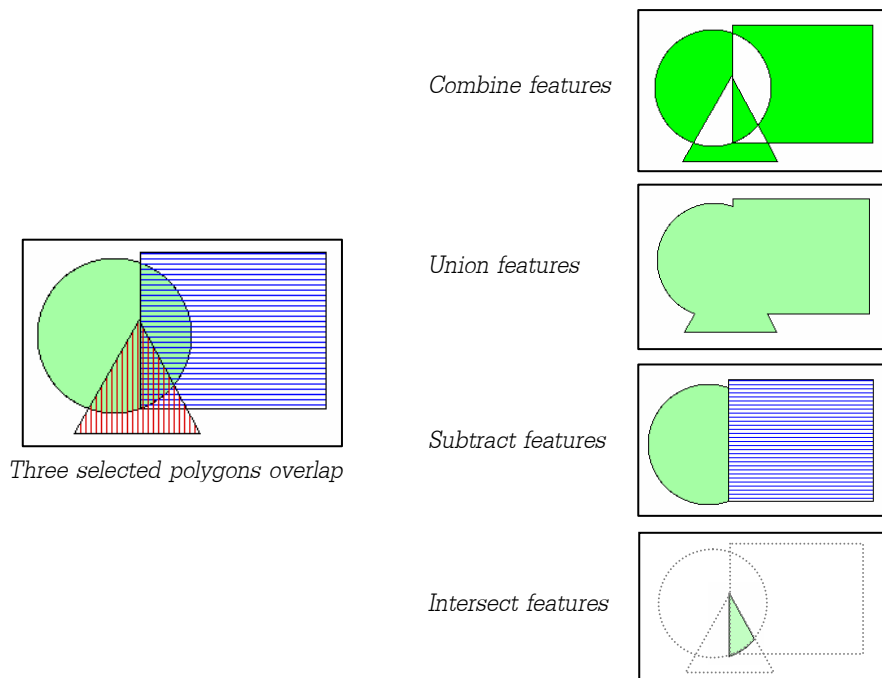 Combine features
Union features
Three selected polygons overlap
Subtract features
Intersect features